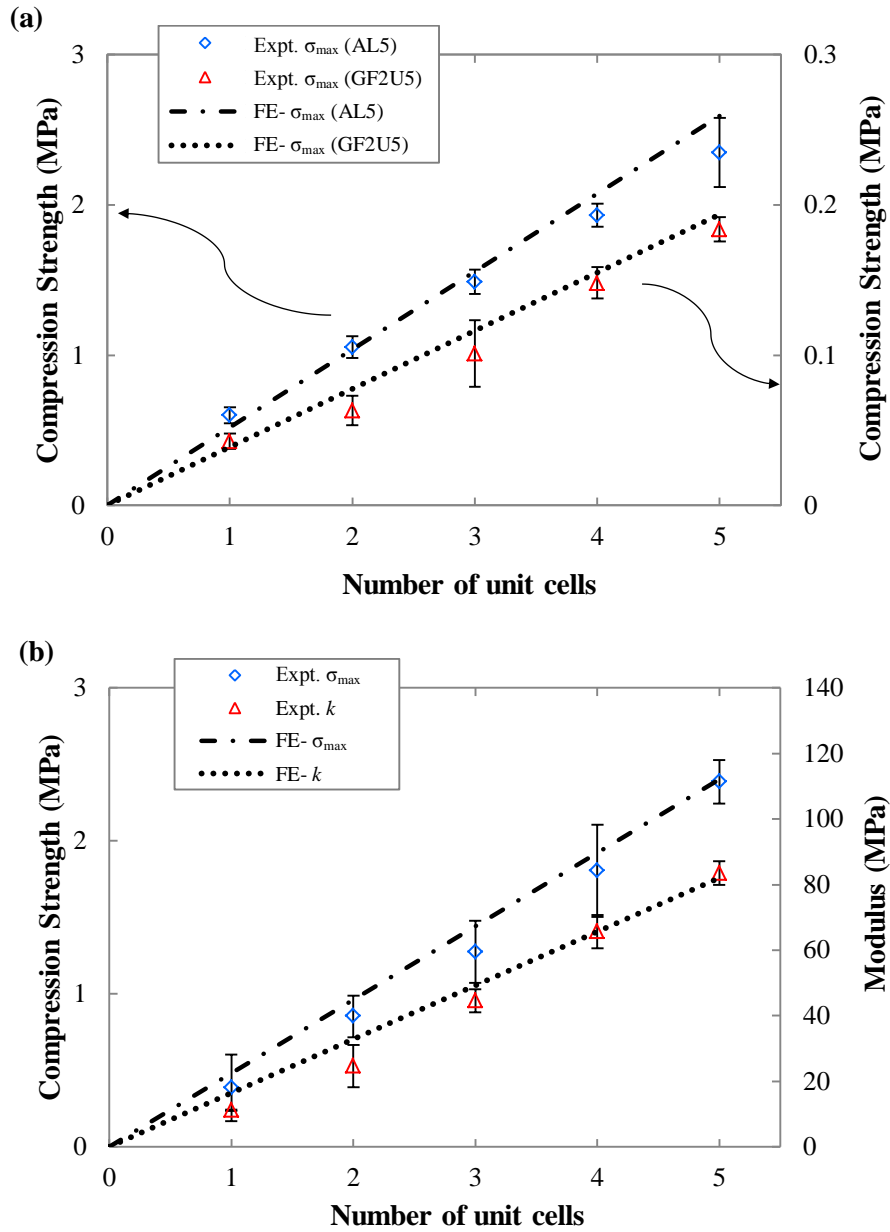 (a)
Expt. σmax (AL5)
Expt. σmax (GF2U5)
FE- σmax (AL5)
FE- σmax (GF2U5)
3
2
1
0
Compression Strength (MPa)
0.3
0.2
0.1
0
Compression Strength (MPa)
0 1 2 3 4 5
Number of unit cells
(b)
Expt. σmax
Expt. k
FE- σmax
FE- k
3
2
1
0
Compression Strength (MPa)
140
120
100
80
60
40
20
0
Modulus (MPa)
0 1 2 3 4 5
Number of unit cells